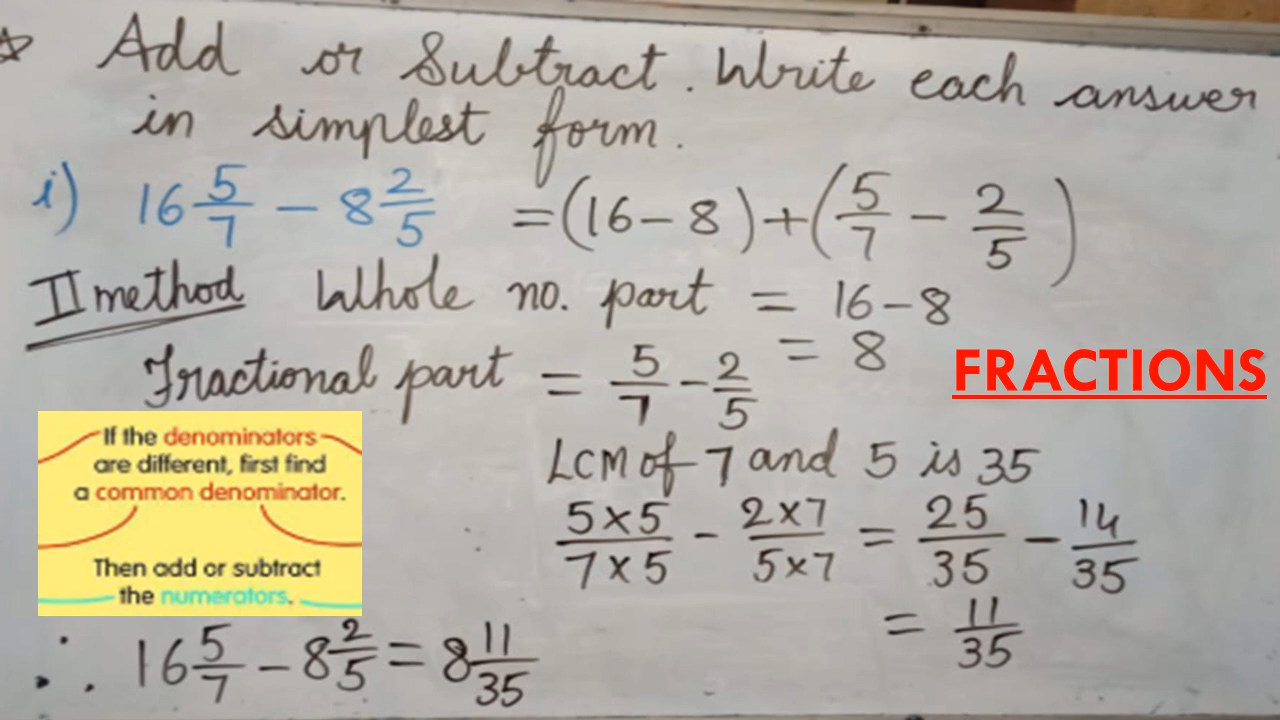 ☆ Add or Subtract. Write each answer
in simplest form.
i) 16 5/7 - 8 2/5 = (16-8)+(5/7 - 2/5)
II method Whole no. part = 16-8
= 8
FRACTIONS
Fractional part = 5/7 - 2/5
If the denominators
are different, first find
a common denominator.
Then add or subtract
the numerators.
LCM of 7 and 5 is 35
5×5/7×5 - 2×7/5×7 = 25/35 - 14/35
= 11/35
∴ 16 5/7 - 8 2/5 = 8 11/35